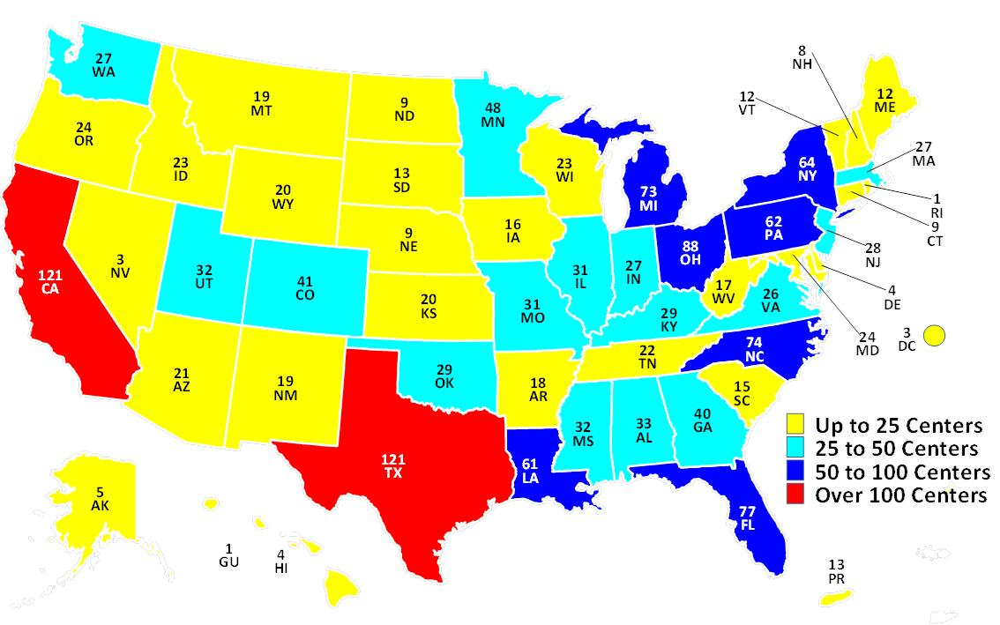 27
WA
19
MT
9
ND
48
MN
8
NH
12
VT
12
ME
24
OR
23
ID
20
WY
13
SD
23
WI
73
MI
64
NY
27
MA
1
RI
9
CT
3
NV
32
UT
41
CO
9
NE
16
IA
31
IL
27
IN
88
OH
62
PA
28
NJ
4
DE
121
CA
20
KS
31
MO
29
KY
17
WV
26
VA
24
MD
3
DC
21
AZ
19
NM
29
OK
18
AR
22
TN
74
NC
15
SC
121
TX
61
LA
32
MS
33
AL
40
GA
77
FL
5
AK
1
GU
4
HI
13
PR
Up to 25 Centers
25 to 50 Centers
50 to 100 Centers
Over 100 Centers